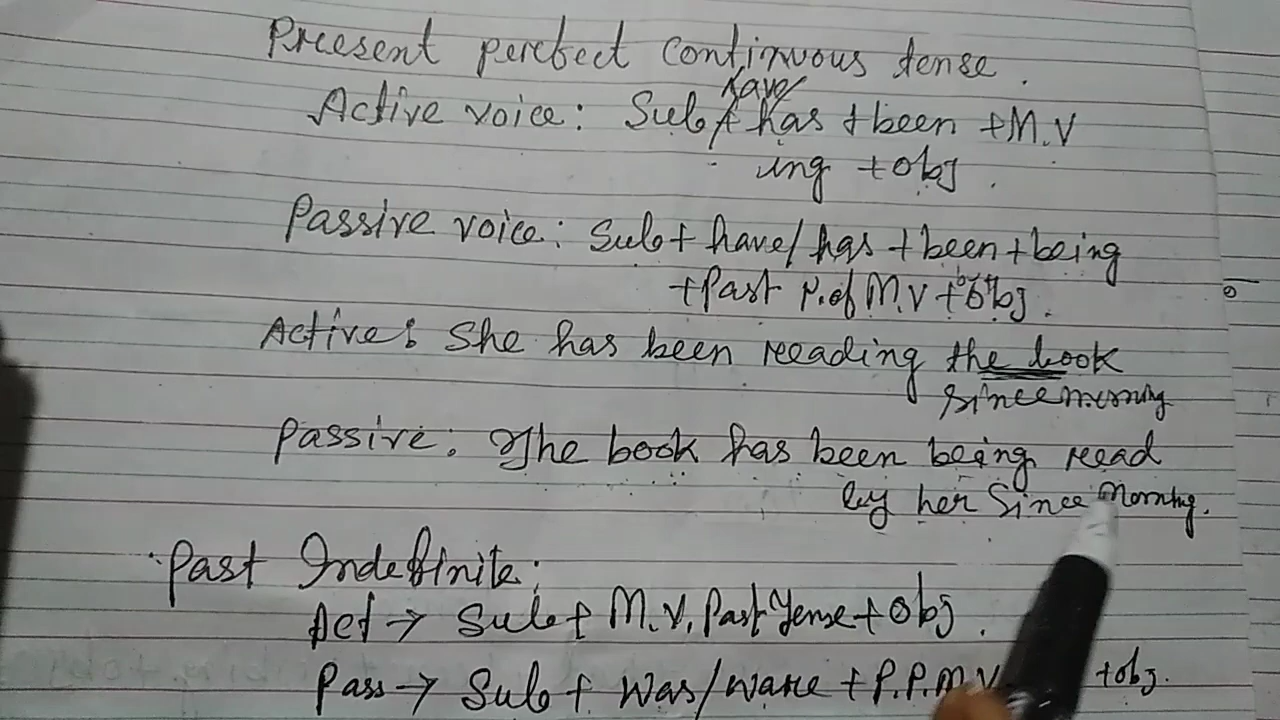 Present perfect continuous tense.
have/
Active voice: Sub + has + been + M.V
ing + obj.
Passive voice: Sub + have/has + been + being
+ Past P. of M.V + by + obj.
Active: She has been reading the book
since morning
Passive: The book has been being read
by her Since Morning.
Past Indefinite:
Act → Sub + M.V. Past Tense + obj.
Pass → Sub + was/ware + P.P.M.V + obj.